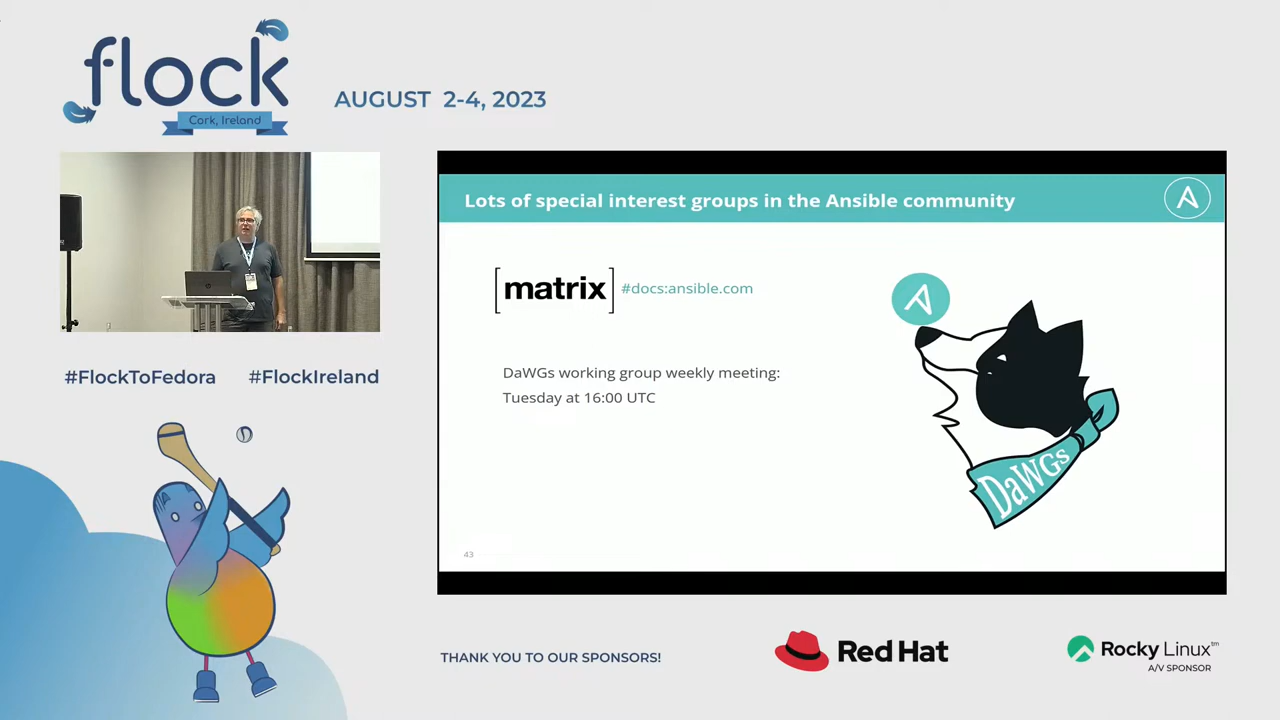 flock
Cork, Ireland
AUGUST 2-4, 2023
Lots of special interest groups in the Ansible community
A
[matrix] #docs:ansible.com
A
DaWGs working group weekly meeting:
Tuesday at 16:00 UTC
DaWGs
43
#FlockToFedora #FlockIreland
THANK YOU TO OUR SPONSORS!
Red Hat
Rocky Linux™
A/V SPONSOR